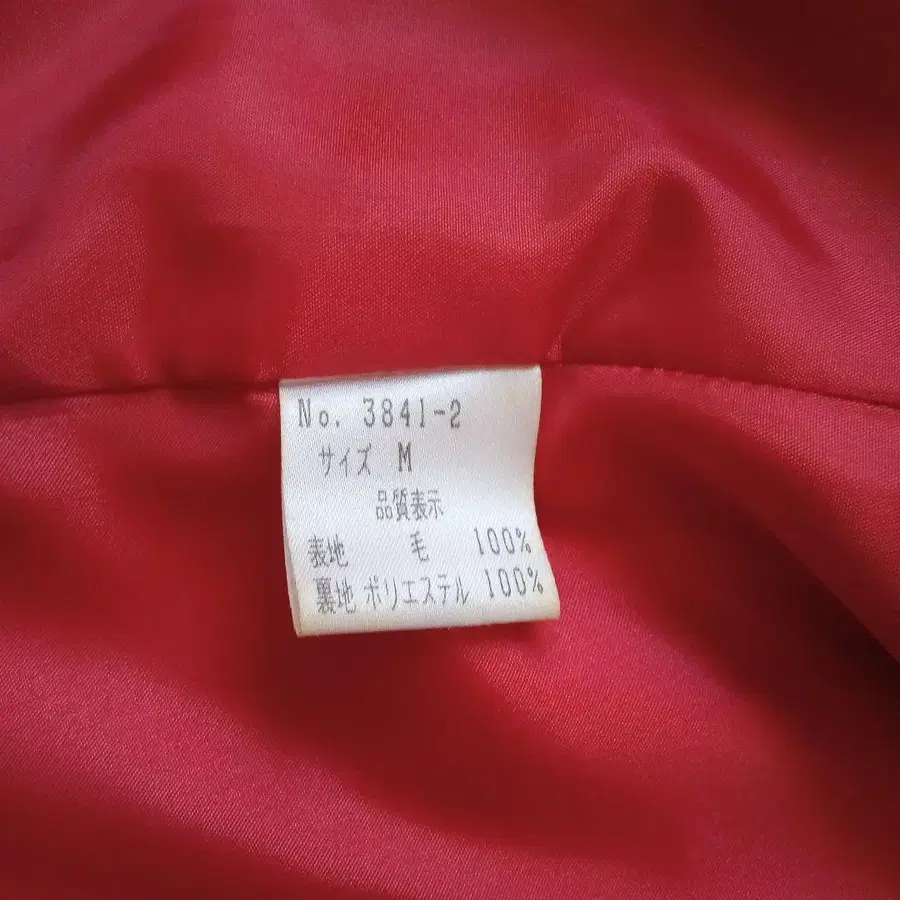 No. 3841-2
サイズ M
品質表示
表地 毛 100%
裏地 ポリエステル 100%